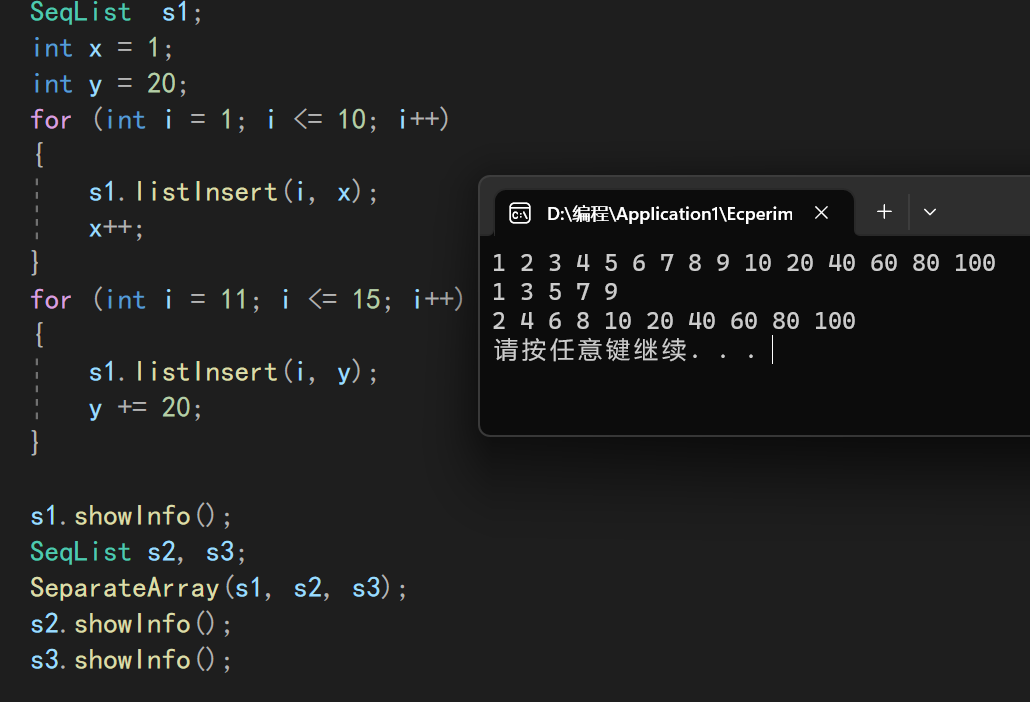 SeqList  s1;
int x = 1;
int y = 20;
for (int i = 1; i <= 10; i++)
{
s1.listInsert(i, x);
x++;
}
for (int i = 11; i <= 15; i++)
{
s1.listInsert(i, y);
y += 20;
}
s1.showInfo();
SeqList s2, s3;
SeparateArray(s1, s2, s3);
s2.showInfo();
s3.showInfo();
D:\编程\Application1\Ecperim
1 2 3 4 5 6 7 8 9 10 20 40 60 80 100
1 3 5 7 9
2 4 6 8 10 20 40 60 80 100
请按任意键继续. . .